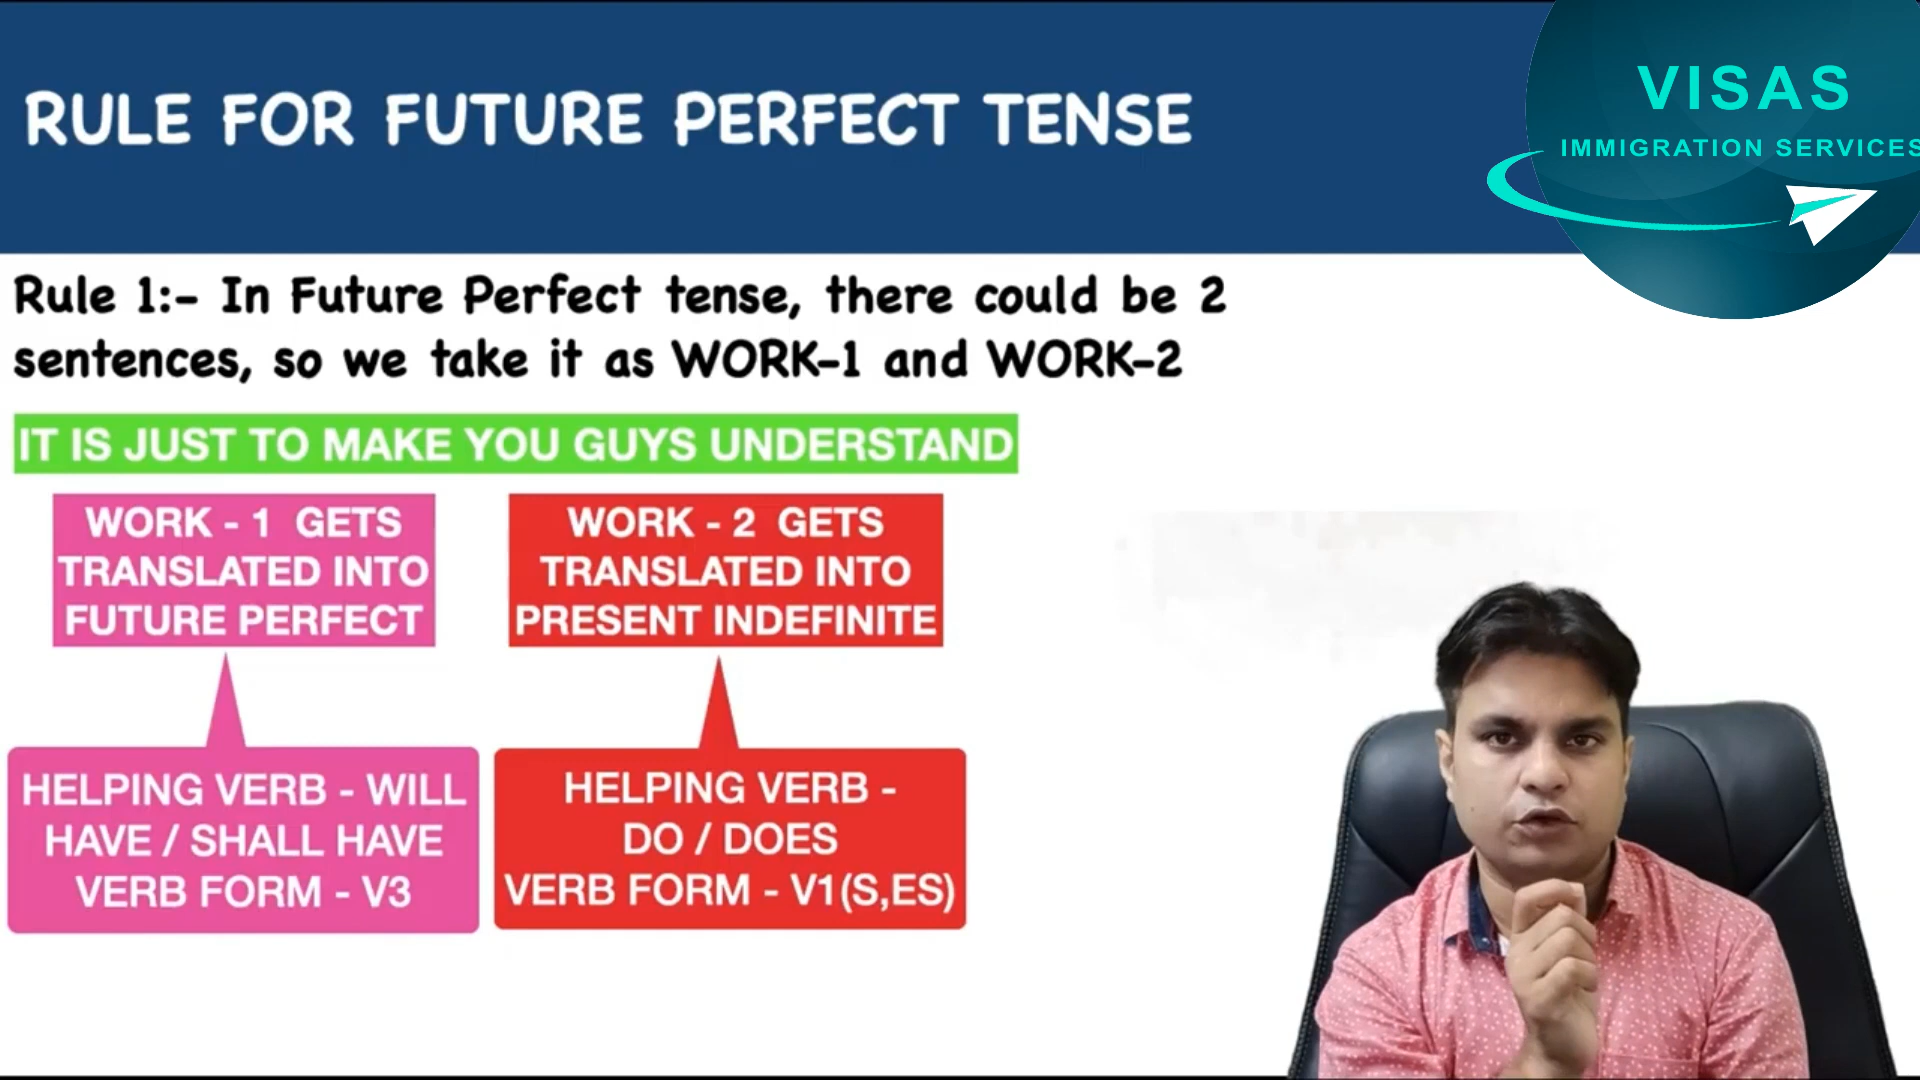 RULE FOR FUTURE PERFECT TENSE
VISAS
IMMIGRATION SERVICES
Rule 1:- In Future Perfect tense, there could be 2
sentences, so we take it as WORK-1 and WORK-2
IT IS JUST TO MAKE YOU GUYS UNDERSTAND
WORK - 1 GETS
TRANSLATED INTO
FUTURE PERFECT
WORK - 2 GETS
TRANSLATED INTO
PRESENT INDEFINITE
HELPING VERB - WILL
HAVE / SHALL HAVE
VERB FORM - V3
HELPING VERB -
DO / DOES
VERB FORM - V1(S,ES)